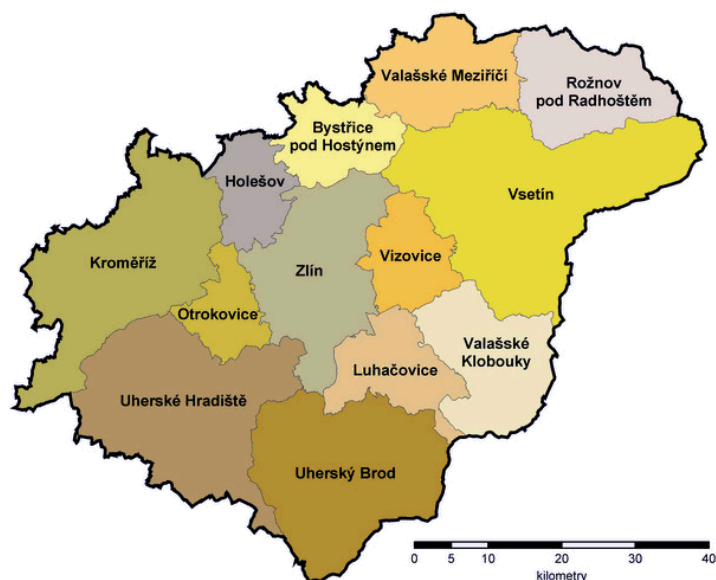 Valašské Meziříčí
Rožnov
pod Radhoštěm
Bystřice
pod Hostýnem
Holešov
Vsetín
Kroměříž
Zlín
Vizovice
Otrokovice
Valašské
Klobouky
Luhačovice
Uherské Hradiště
Uherský Brod
0 5 10 20 30 40
kilometry